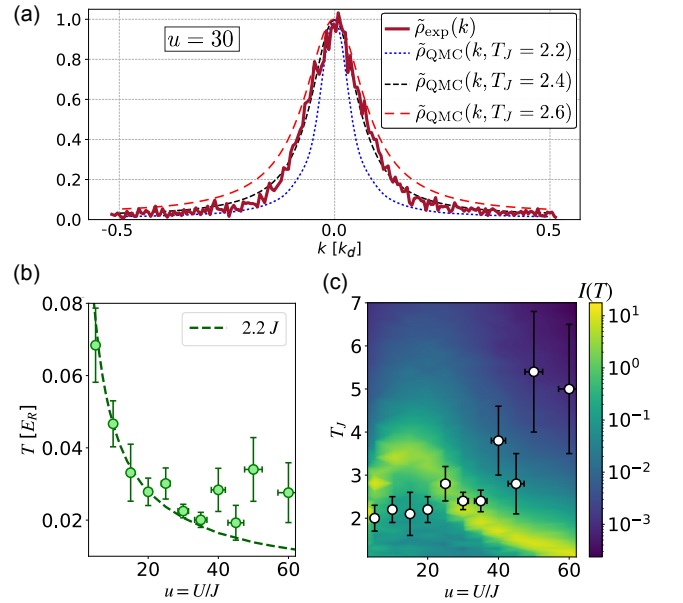 (a)
u = 30
ρ̃exp(k)
ρ̃QMC(k, TJ = 2.2)
ρ̃QMC(k, TJ = 2.4)
ρ̃QMC(k, TJ = 2.6)
1.0
0.8
0.6
0.4
0.2
0.0
-0.5
0.0
0.5
k [kd]
(b)
T [ER]
0.08
0.06
0.04
0.02
2.2 J
20
40
60
u = U/J
(c)
TJ
7
6
5
4
3
2
20
40
60
u = U/J
I(T)
10¹
10⁰
10⁻¹
10⁻²
10⁻³